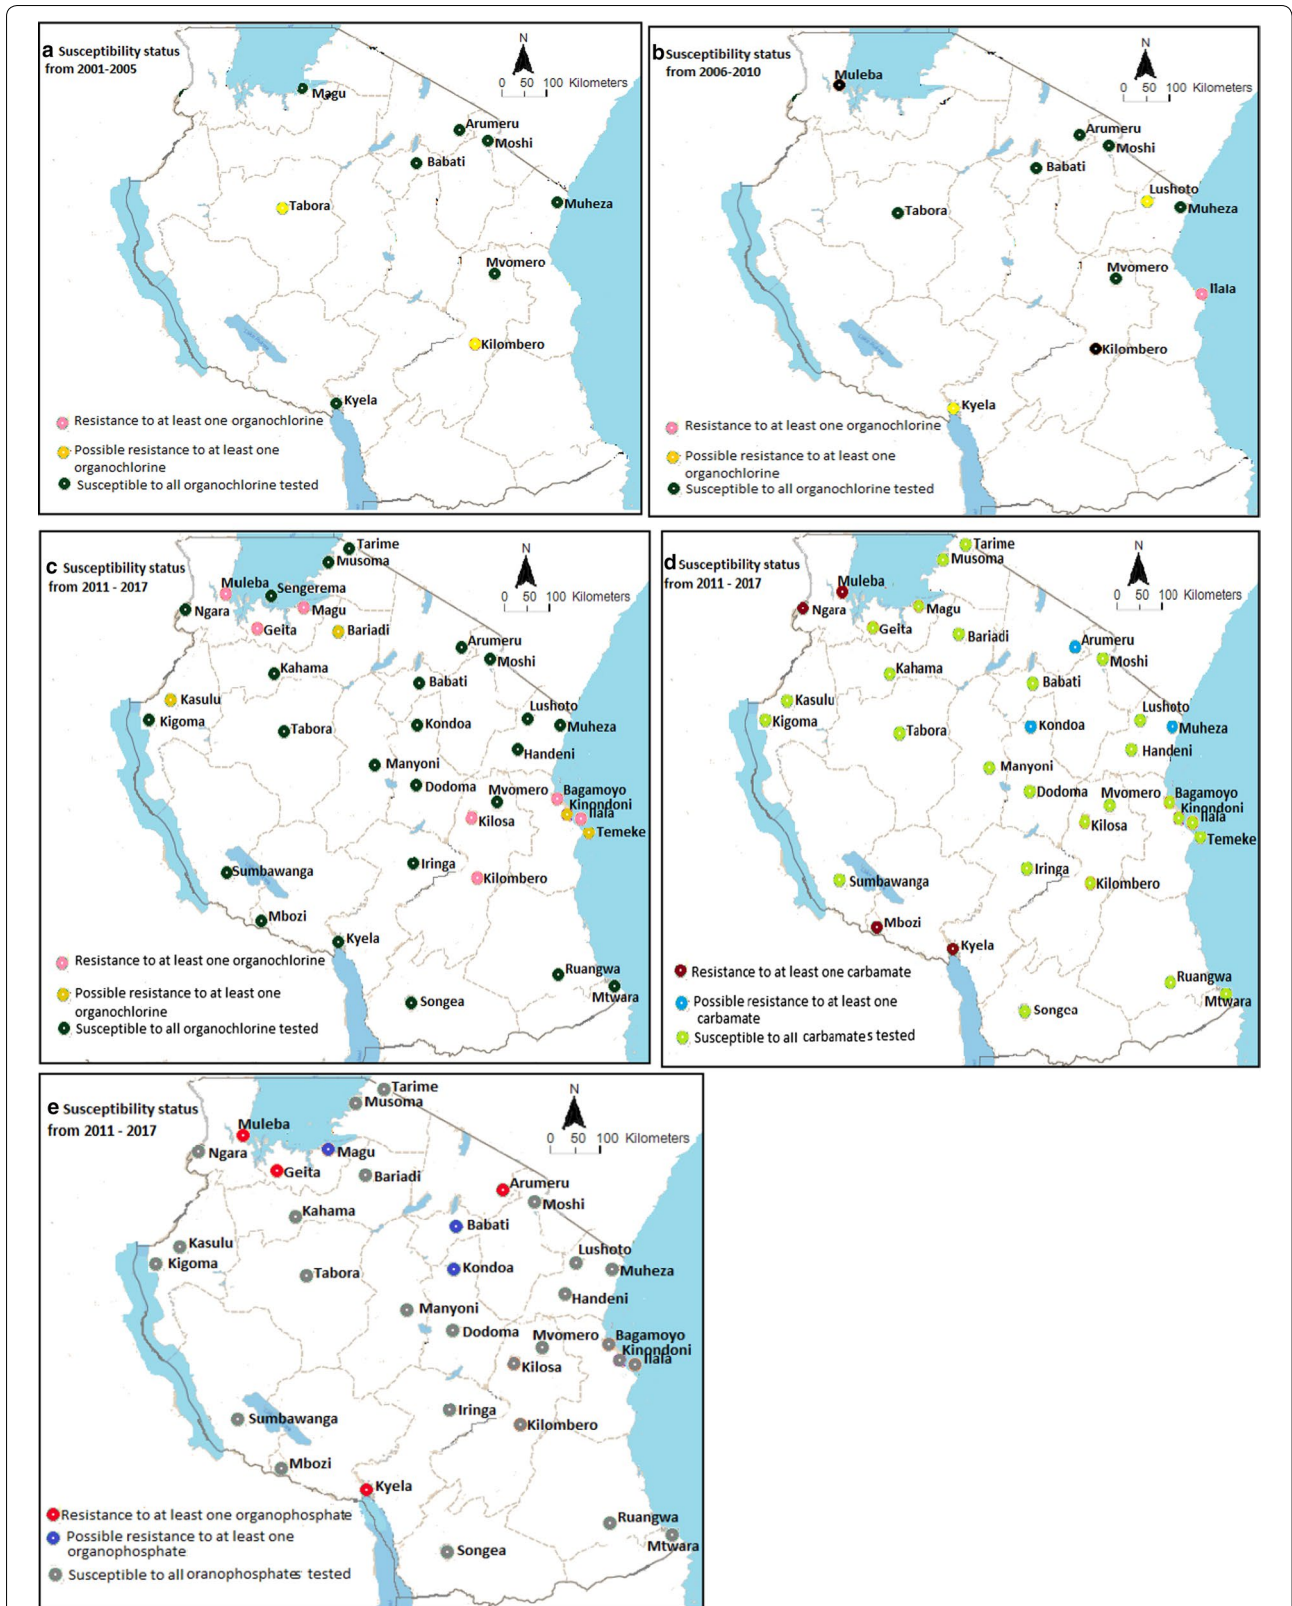 a Susceptibility status
from 2001-2005
N
0 50 100 Kilometers
Magu
Arumeru
Moshi
Babati
Tabora
Muheza
Mvomero
Kilombero
Kyela
Resistance to at least one organochlorine
Possible resistance to at least one
organochlorine
Susceptible to all organochlorine tested
b Susceptibility status
from 2006-2010
N
0 50 100 Kilometers
Muleba
Arumeru
Moshi
Babati
Lushoto
Muheza
Tabora
Mvomero
Ilala
Kilombero
Kyela
Resistance to at least one organochlorine
Possible resistance to at least one
organochlorine
Susceptible to all organochlorine tested
c Susceptibility status
from 2011 - 2017
N
0 50 100 Kilometers
Tarime
Musoma
Muleba
Sengerema
Ngara
Magu
Geita
Bariadi
Arumeru
Moshi
Kahama
Babati
Kasulu
Kigoma
Lushoto
Tabora
Kondoa
Muheza
Handeni
Manyoni
Dodoma
Mvomero
Bagamoyo
Kinondoni
Ilala
Kilosa
Temeke
Iringa
Sumbawanga
Kilombero
Mbozi
Kyela
Ruangwa
Mtwara
Songea
Resistance to at least one organochlorine
Possible resistance to at least one
organochlorine
Susceptible to all organochlorine tested
d Susceptibility status
from 2011 - 2017
N
0 50 100 Kilometers
Tarime
Musoma
Muleba
Ngara
Magu
Geita
Bariadi
Arumeru
Moshi
Kahama
Babati
Kasulu
Kigoma
Lushoto
Tabora
Kondoa
Muheza
Handeni
Manyoni
Dodoma
Mvomero
Bagamoyo
Kinondoni
Ilala
Kilosa
Temeke
Iringa
Sumbawanga
Kilombero
Mbozi
Kyela
Ruangwa
Mtwara
Songea
Resistance to at least one carbamate
Possible resistance to at least one
carbamate
Susceptible to all carbamates tested
e Susceptibility status
from 2011 - 2017
N
0 50 100 Kilometers
Tarime
Musoma
Muleba
Ngara
Magu
Geita
Bariadi
Arumeru
Moshi
Kahama
Babati
Kasulu
Kigoma
Lushoto
Tabora
Kondoa
Muheza
Handeni
Manyoni
Dodoma
Mvomero
Bagamoyo
Kinondoni
Ilala
Kilosa
Iringa
Sumbawanga
Kilombero
Mbozi
Kyela
Ruangwa
Mtwara
Songea
Resistance to at least one organophosphate
Possible resistance to at least one
organophosphate
Susceptible to all oranophosphates tested